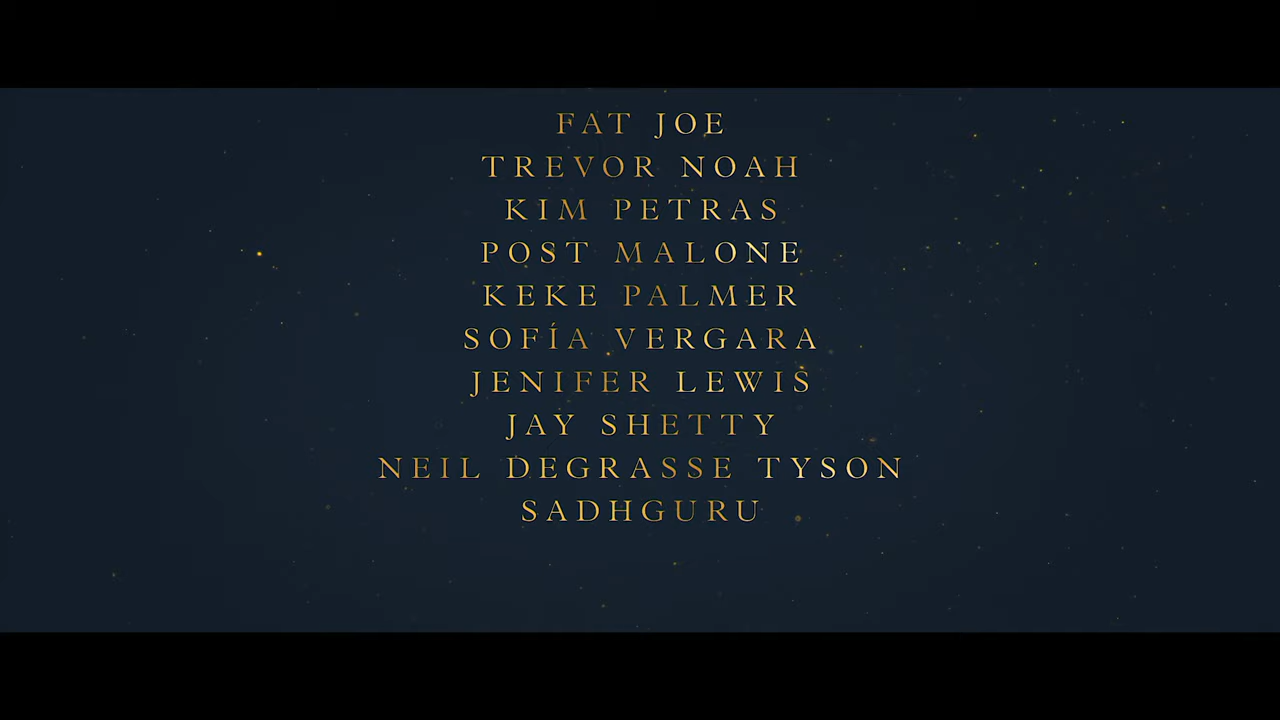 FAT JOE
TREVOR NOAH
KIM PETRAS
POST MALONE
KEKE PALMER
SOFÍA VERGARA
JENIFER LEWIS
JAY SHETTY
NEIL DEGRASSE TYSON
SADHGURU